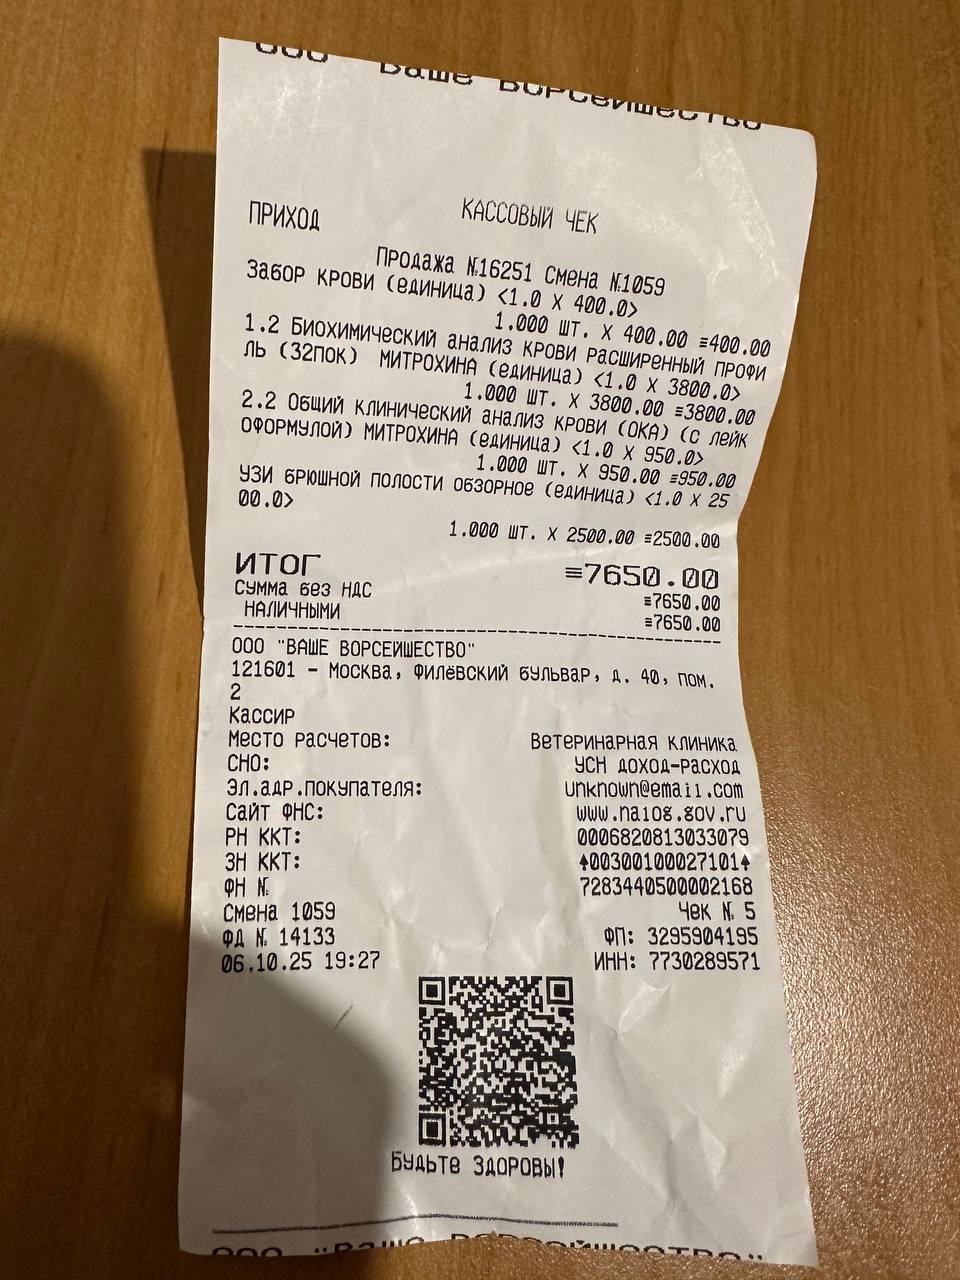 ООО "Ваше Ворсейшество"
КАССОВЫЙ ЧЕК
ПРИХОД
Продажа №16251 Смена №1059
Забор крови (единица) <1.0 X 400.0>
1.000 шт. X 400.00 ≡400.00
1.2 Биохимический анализ крови расширенный профи
ль (32пок) МИТРОХИНА (единица) <1.0 X 3800.0>
1.000 шт. X 3800.00 ≡3800.00
2.2 Общий клинический анализ крови (ОКА) (с лейк
оформулой) МИТРОХИНА (единица) <1.0 X 950.0>
1.000 шт. X 950.00 ≡950.00
УЗИ брюшной полости обзорное (единица) <1.0 X 25
00.0>
1.000 шт. X 2500.00 ≡2500.00
ИТОГ ≡7650.00
Сумма без НДС ≡7650.00
НАЛИЧНЫМИ ≡7650.00
ООО "ВАШЕ ВОРСЕЙШЕСТВО"
121601 - Москва, Филёвский бульвар, д. 40, пом.
2
Кассир
Место расчетов: Ветеринарная клиника
СНО: УСН ДОХОД-РАСХОД
Эл.адр.покупателя: unknown@email.com
Сайт ФНС: www.nalog.gov.ru
РН ККТ: 0006820813033079
ЗН ККТ: ↑00300100027101↑
ФН № 7283440500002168
Смена 1059 Чек № 5
ФД № 14133 ФП: 3295904195
06.10.25 19:27 ИНН: 7730289571
Будьте здоровы!
ООО "Ваше Ворсейшество"